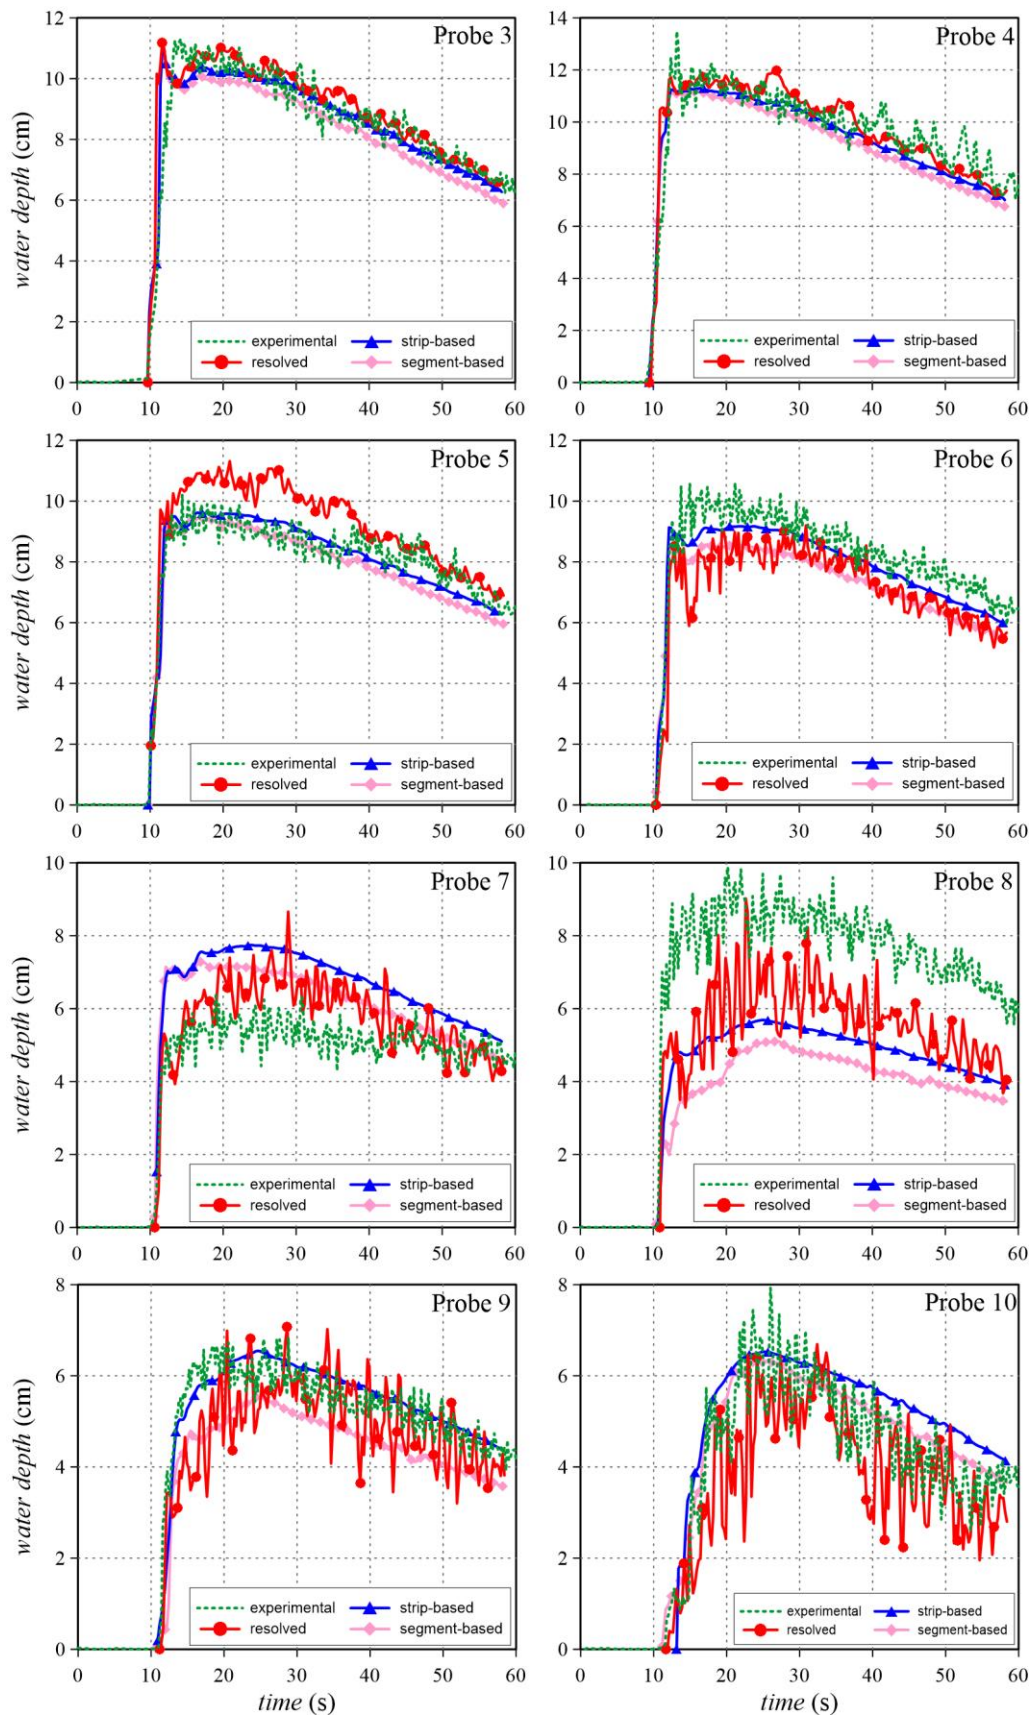 Probe 3
12
10
8
6
4
2
0
water depth (cm)
experimental strip-based
resolved segment-based
0 10 20 30 40 50 60
Probe 4
14
12
10
8
6
4
2
0
experimental strip-based
resolved segment-based
0 10 20 30 40 50 60
Probe 5
12
10
8
6
4
2
0
water depth (cm)
experimental strip-based
resolved segment-based
0 10 20 30 40 50 60
Probe 6
12
10
8
6
4
2
0
experimental strip-based
resolved segment-based
0 10 20 30 40 50 60
Probe 7
10
8
6
4
2
0
water depth (cm)
experimental strip-based
resolved segment-based
0 10 20 30 40 50 60
Probe 8
10
8
6
4
2
0
experimental strip-based
resolved segment-based
0 10 20 30 40 50 60
Probe 9
8
6
4
2
0
water depth (cm)
experimental strip-based
resolved segment-based
0 10 20 30 40 50 60
time (s)
Probe 10
8
6
4
2
0
experimental strip-based
resolved segment-based
0 10 20 30 40 50 60
time (s)